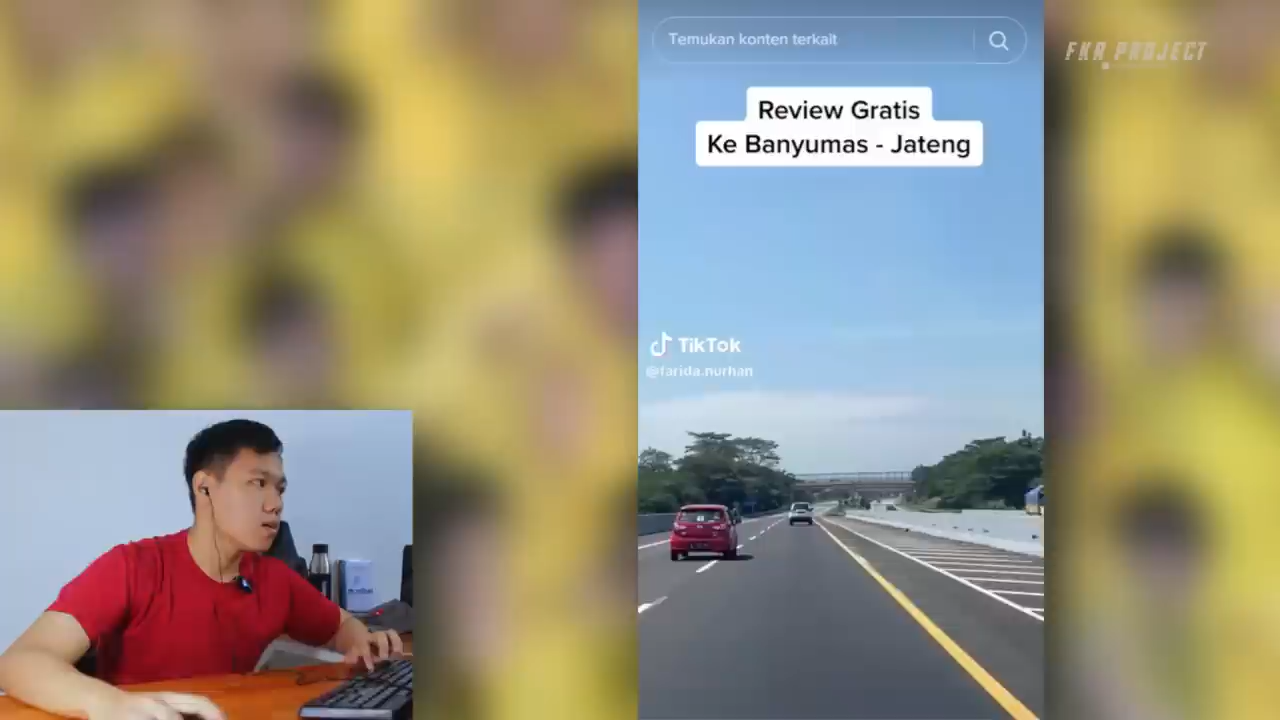 Temukan konten terkait
FKR PROJECT
Review Gratis
Ke Banyumas - Jateng
TikTok
@farida.nurhan